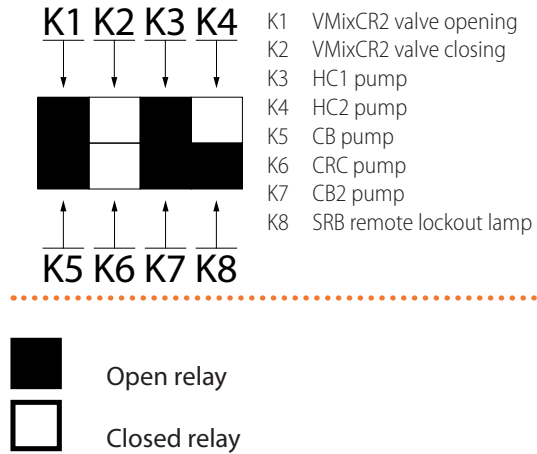 K1 K2 K3 K4
K5 K6 K7 K8
K1 VMixCR2 valve opening
K2 VMixCR2 valve closing
K3 HC1 pump
K4 HC2 pump
K5 CB pump
K6 CRC pump
K7 CB2 pump
K8 SRB remote lockout lamp
Open relay
Closed relay